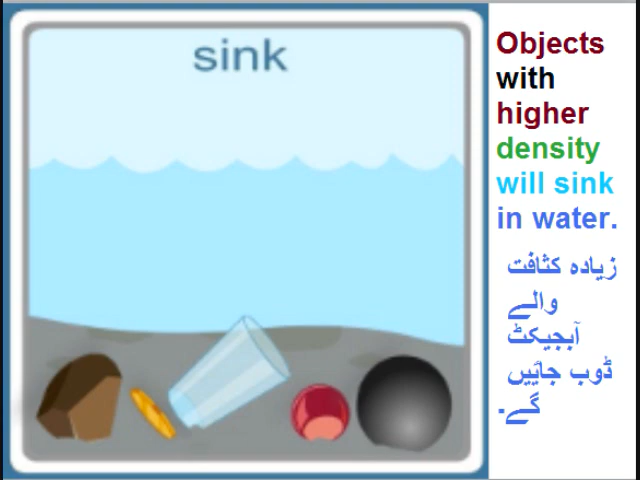 sink
Objects
with
higher
density
will sink
in water.
زیادہ کثافت
والے
آبجیکٹ
ڈوب جائیں
گے۔